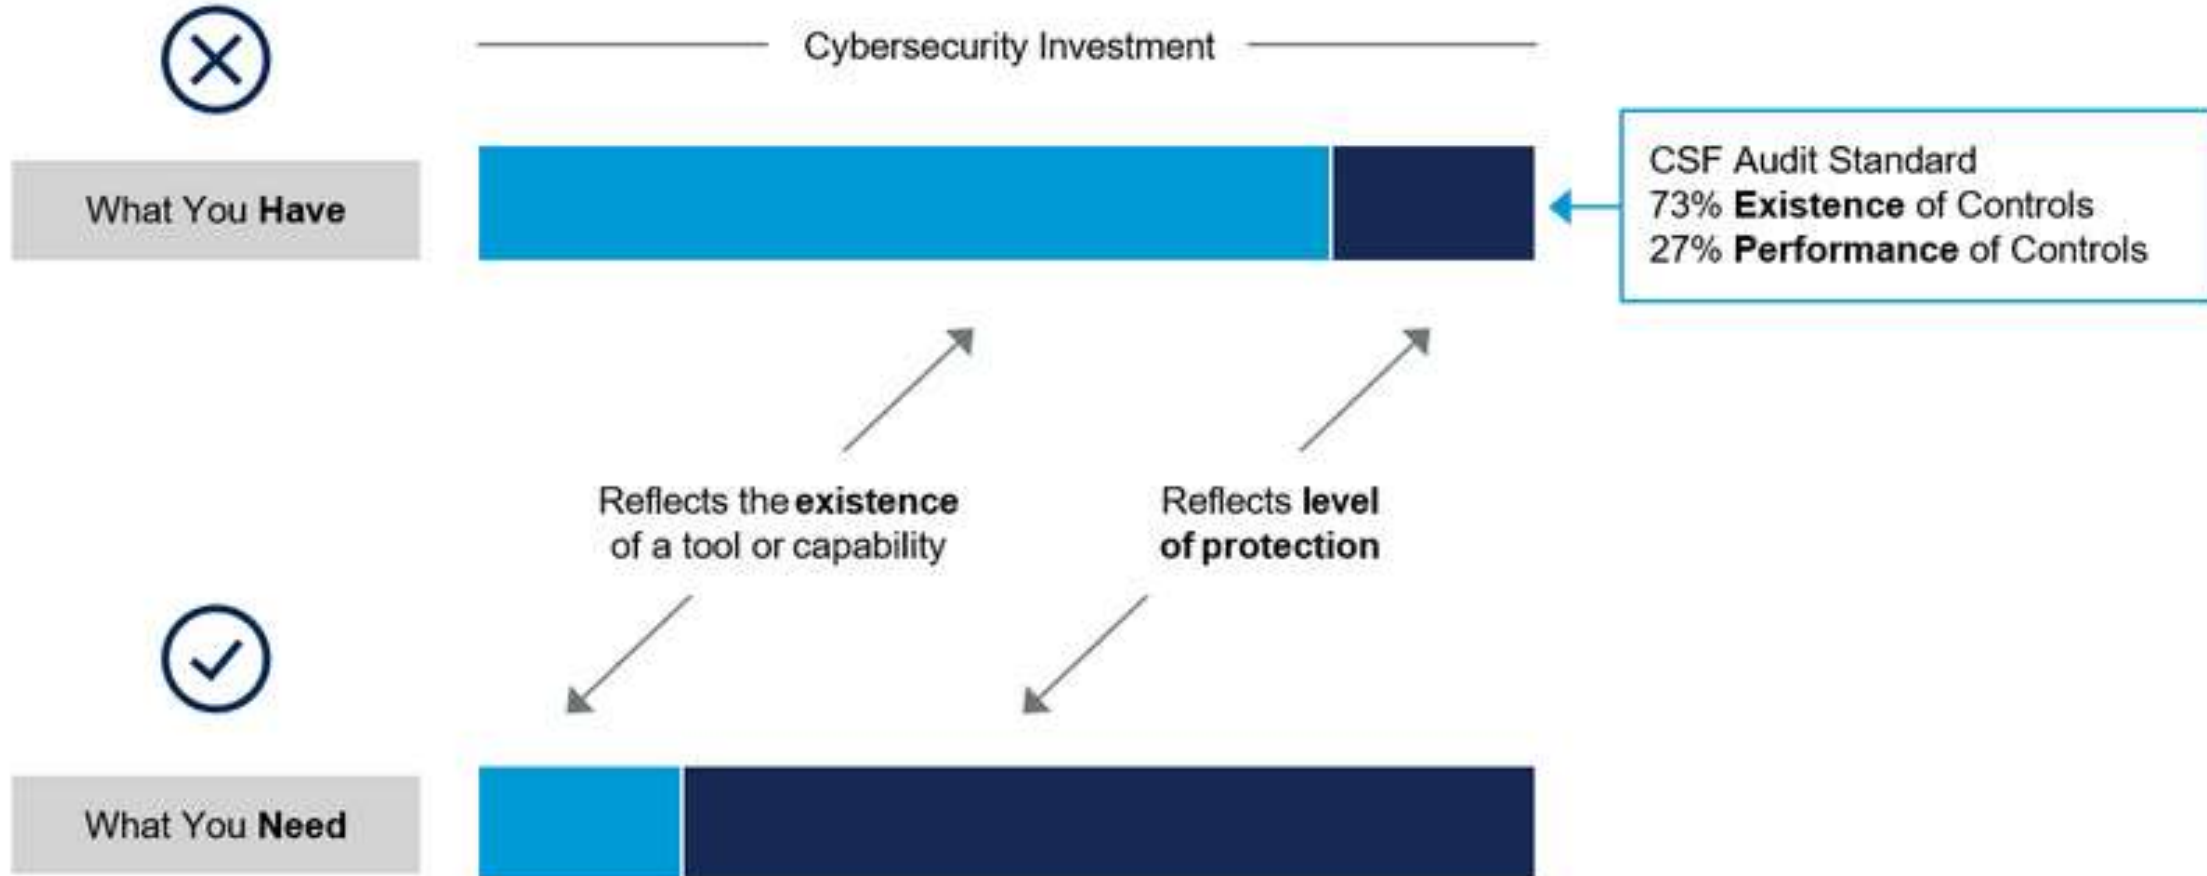 Cybersecurity Investment
What You Have
CSF Audit Standard
73% Existence of Controls
27% Performance of Controls
Reflects the existence
of a tool or capability
Reflects level
of protection
What You Need